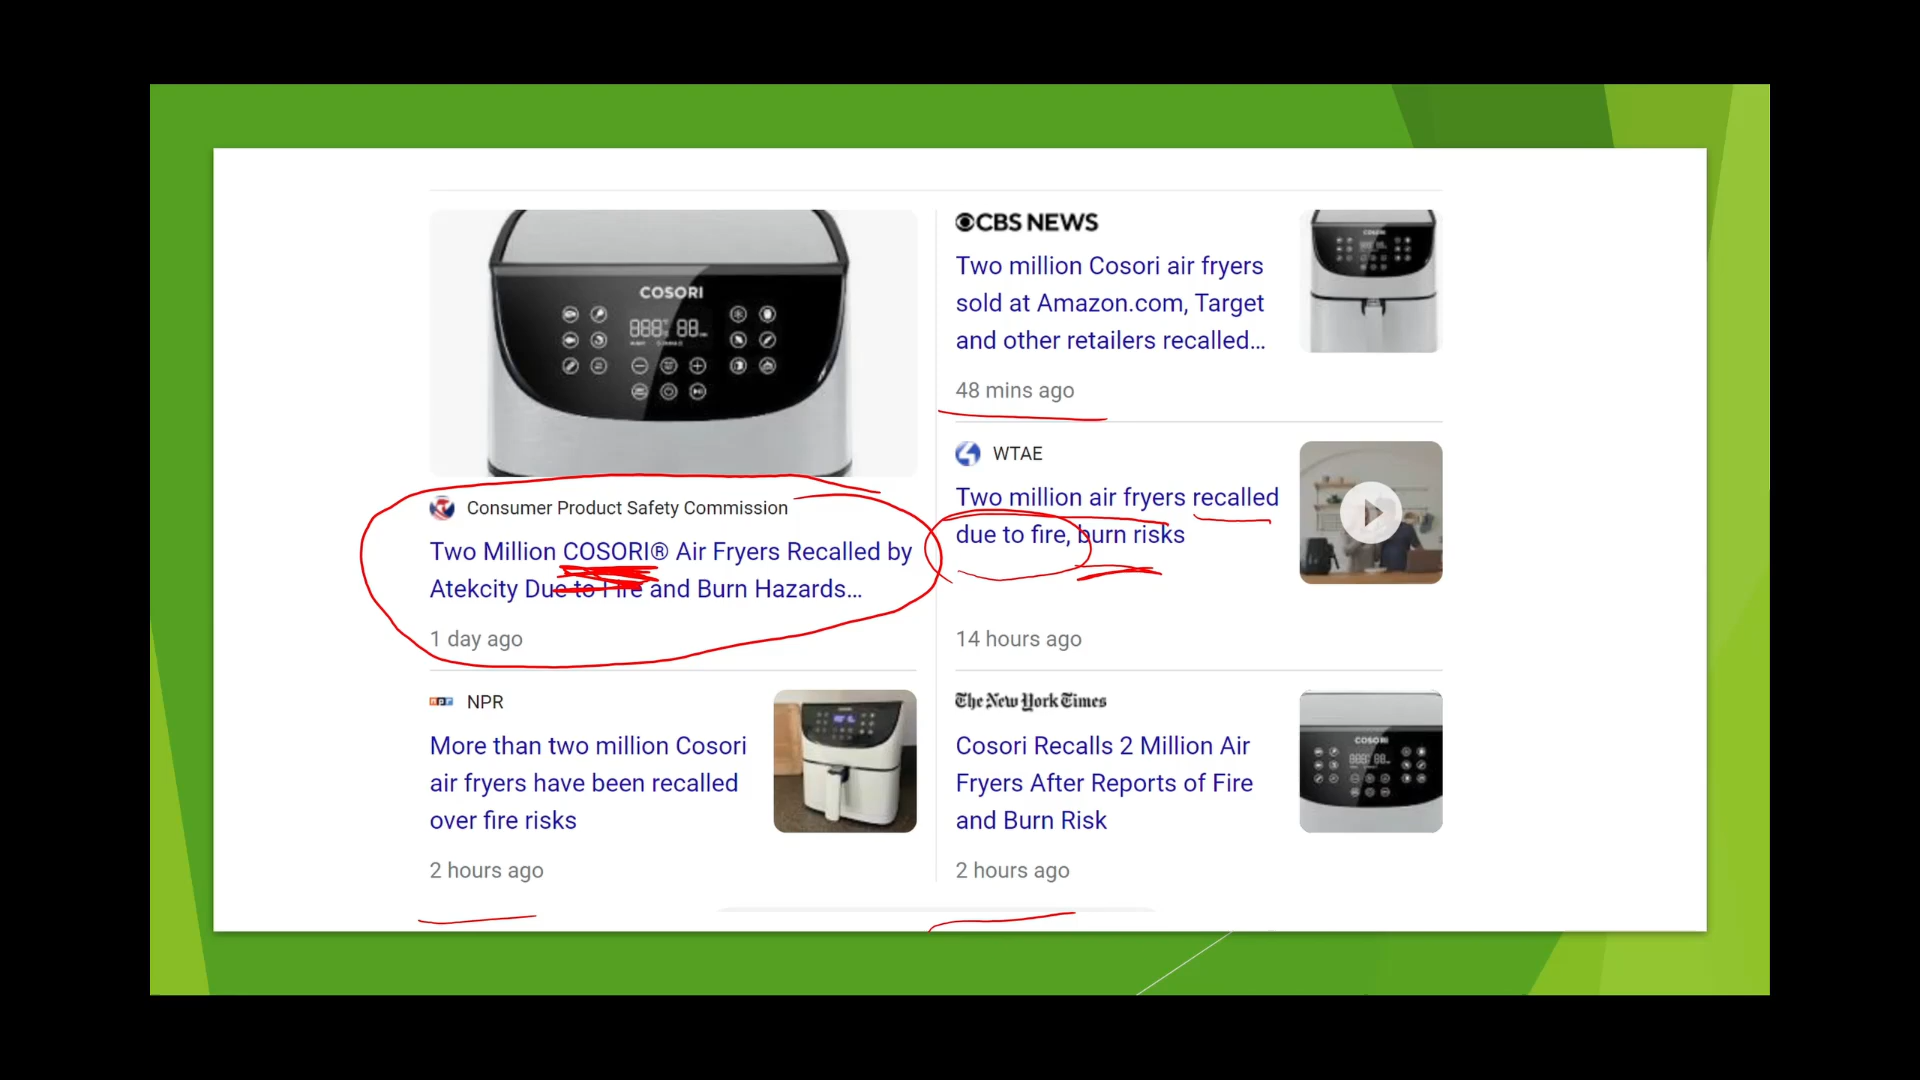 COSORI
Consumer Product Safety Commission
Two Million COSORI® Air Fryers Recalled by
Atekcity Due to Fire and Burn Hazards...
1 day ago
CBS NEWS
Two million Cosori air fryers
sold at Amazon.com, Target
and other retailers recalled...
48 mins ago
COSORI
WTAE
Two million air fryers recalled
due to fire, burn risks
14 hours ago
npr NPR
More than two million Cosori
air fryers have been recalled
over fire risks
2 hours ago
The New York Times
Cosori Recalls 2 Million Air
Fryers After Reports of Fire
and Burn Risk
2 hours ago
COSORI